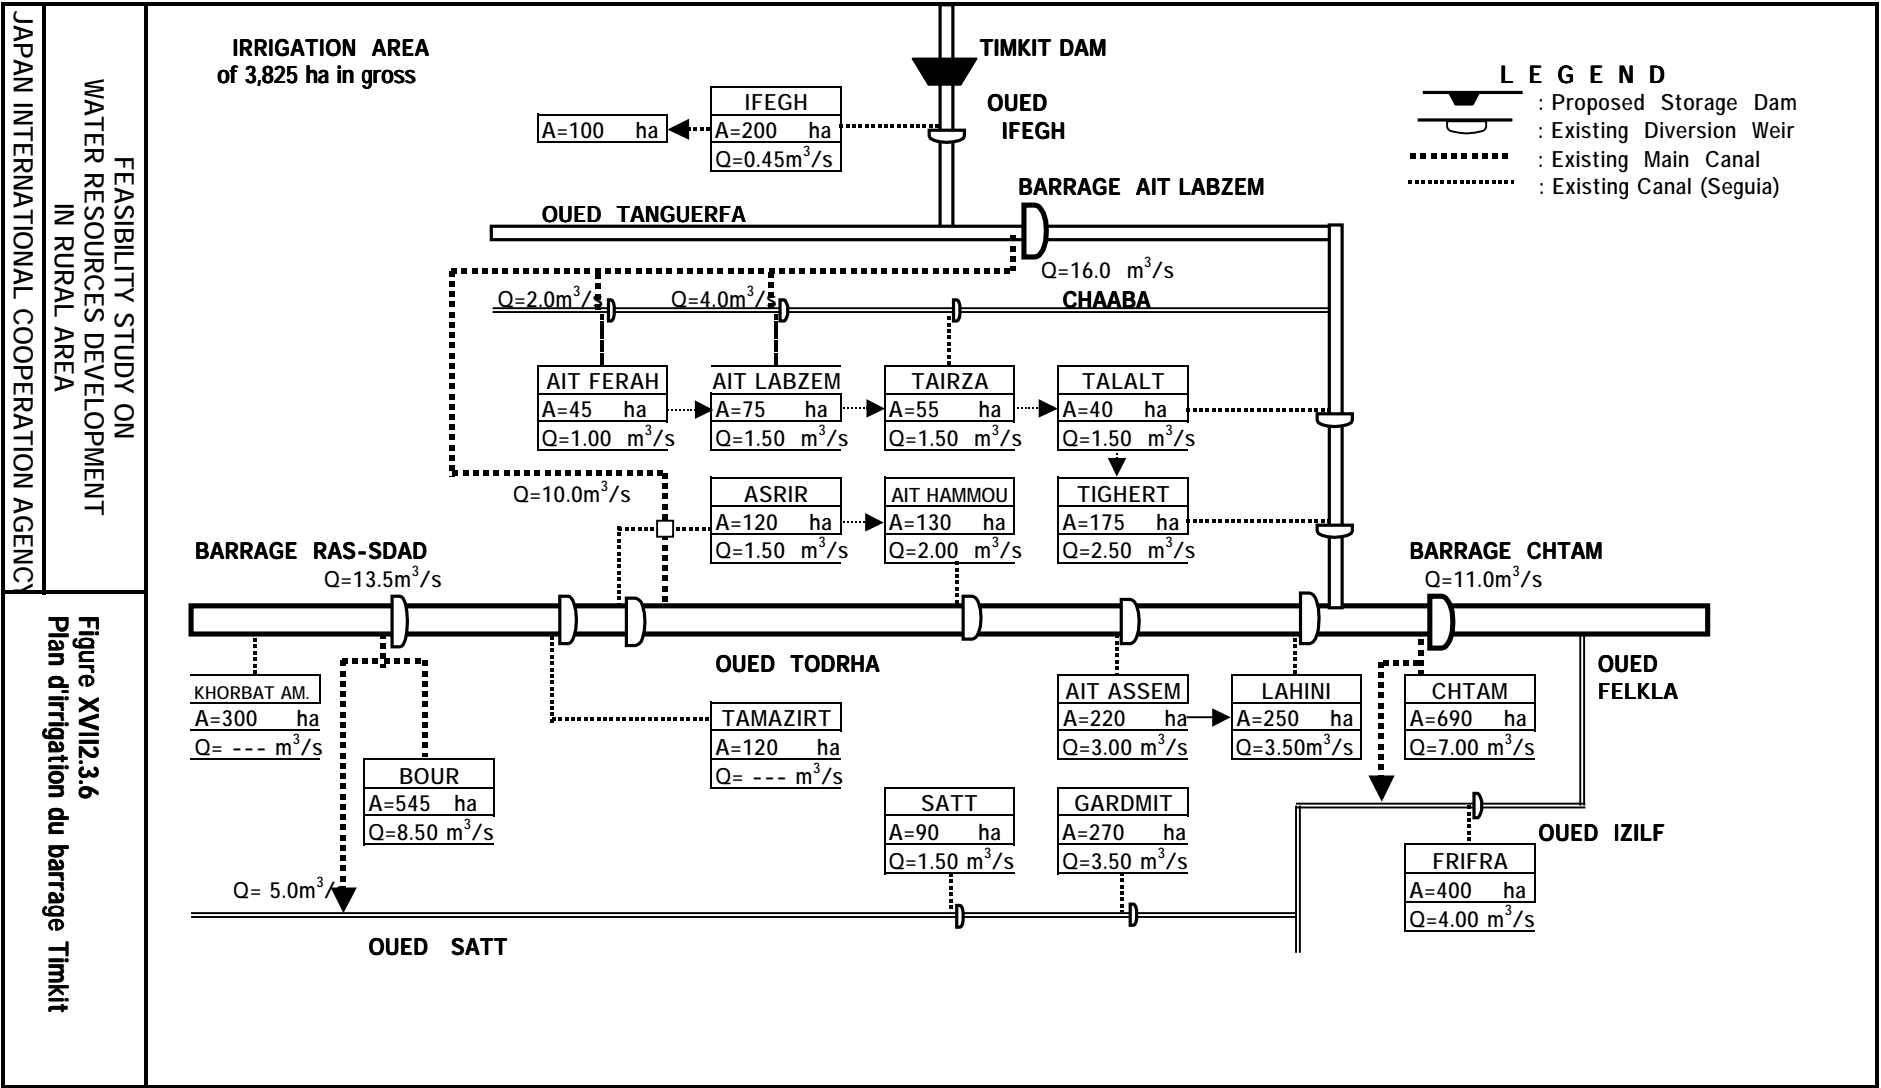 JAPAN INTERNATIONAL COOPERATION AGENCY
FEASIBILITY STUDY ON
WATER RESOURCES DEVELOPMENT
IN RURAL AREA
Figure XVII2.3.6
Plan d'irrigation du barrage Timkit
IRRIGATION AREA
of 3,825 ha in gross
TIMKIT DAM
OUED
IFEGH
L E G E N D
: Proposed Storage Dam
: Existing Diversion Weir
: Existing Main Canal
: Existing Canal (Seguia)
A=100 ha
IFEGH
A=200 ha
Q=0.45m³/s
BARRAGE AIT LABZEM
OUED TANGUERFA
Q=16.0 m³/s
Q=2.0m³/s
Q=4.0m³/s
CHAABA
AIT FERAH
A=45 ha
Q=1.00 m³/s
AIT LABZEM
A=75 ha
Q=1.50 m³/s
TAIRZA
A=55 ha
Q=1.50 m³/s
TALALT
A=40 ha
Q=1.50 m³/s
Q=10.0m³/s
ASRIR
A=120 ha
Q=1.50 m³/s
AIT HAMMOU
A=130 ha
Q=2.00 m³/s
TIGHERT
A=175 ha
Q=2.50 m³/s
BARRAGE RAS-SDAD
Q=13.5m³/s
BARRAGE CHTAM
Q=11.0m³/s
OUED TODRHA
OUED
FELKLA
KHORBAT AM.
A=300 ha
Q= --- m³/s
BOUR
A=545 ha
Q=8.50 m³/s
TAMAZIRT
A=120 ha
Q= --- m³/s
AIT ASSEM
A=220 ha
Q=3.00 m³/s
LAHINI
A=250 ha
Q=3.50m³/s
CHTAM
A=690 ha
Q=7.00 m³/s
SATT
A=90 ha
Q=1.50 m³/s
GARDMIT
A=270 ha
Q=3.50 m³/s
OUED IZILF
FRIFRA
A=400 ha
Q=4.00 m³/s
Q= 5.0m³/
OUED SATT